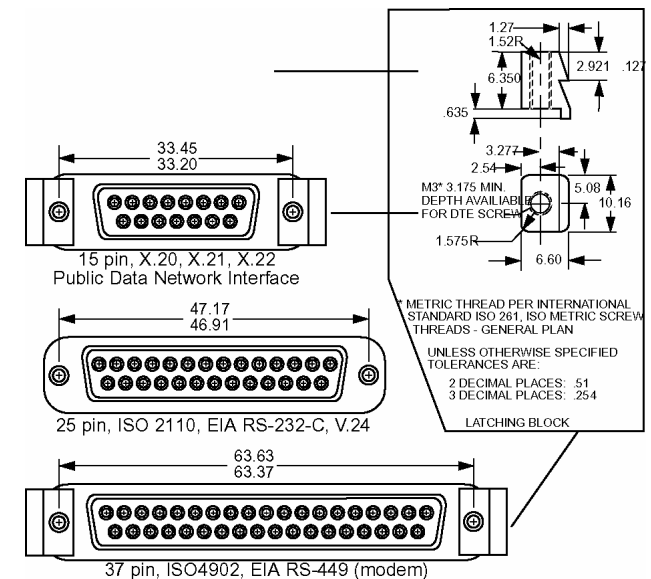 1.27
1.52R
2.921 .127
6.350
.635
3.277
2.54
M3* 3.175 MIN.
DEPTH AVAILIABLE
FOR DTE SCREW
5.08
10.16
1.575R
6.60
* METRIC THREAD PER INTERNATIONAL
STANDARD ISO 261, ISO METRIC SCREW
THREADS - GENERAL PLAN
UNLESS OTHERWISE SPECIFIED
TOLERANCES ARE:
2 DECIMAL PLACES: .51
3 DECIMAL PLACES: .254
LATCHING BLOCK
33.45
33.20
15 pin, X.20, X.21, X.22
Public Data Network Interface
47.17
46.91
25 pin, ISO 2110, EIA RS-232-C, V.24
63.63
63.37
37 pin, ISO4902, EIA RS-449 (modem)